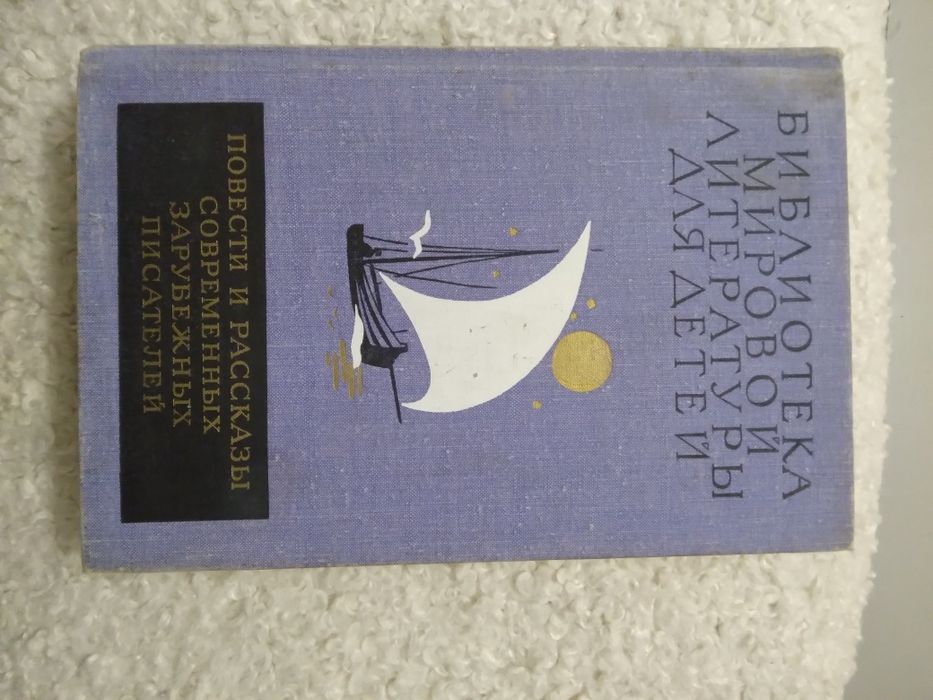 БИБЛИОТЕКА
МИРОВОЙ
ЛИТЕРАТУРЫ
ДЛЯ ДЕТЕЙ
ПОВЕСТИ И РАССКАЗЫ
СОВРЕМЕННЫХ
ЗАРУБЕЖНЫХ
ПИСАТЕЛЕЙ